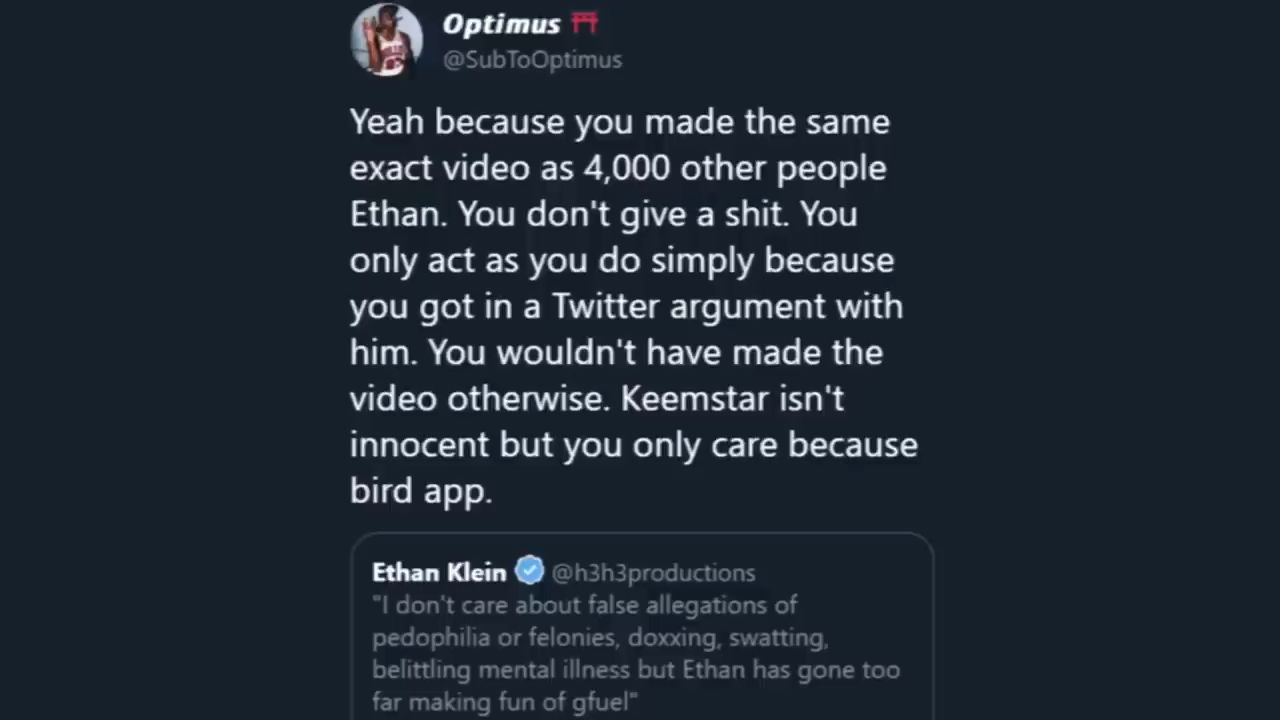 Optimus ⛩
@SubToOptimus
Yeah because you made the same
exact video as 4,000 other people
Ethan. You don't give a shit. You
only act as you do simply because
you got in a Twitter argument with
him. You wouldn't have made the
video otherwise. Keemstar isn't
innocent but you only care because
bird app.
Ethan Klein @h3h3productions
"I don't care about false allegations of
pedophilia or felonies, doxxing, swatting,
belittling mental illness but Ethan has gone too
far making fun of gfuel"